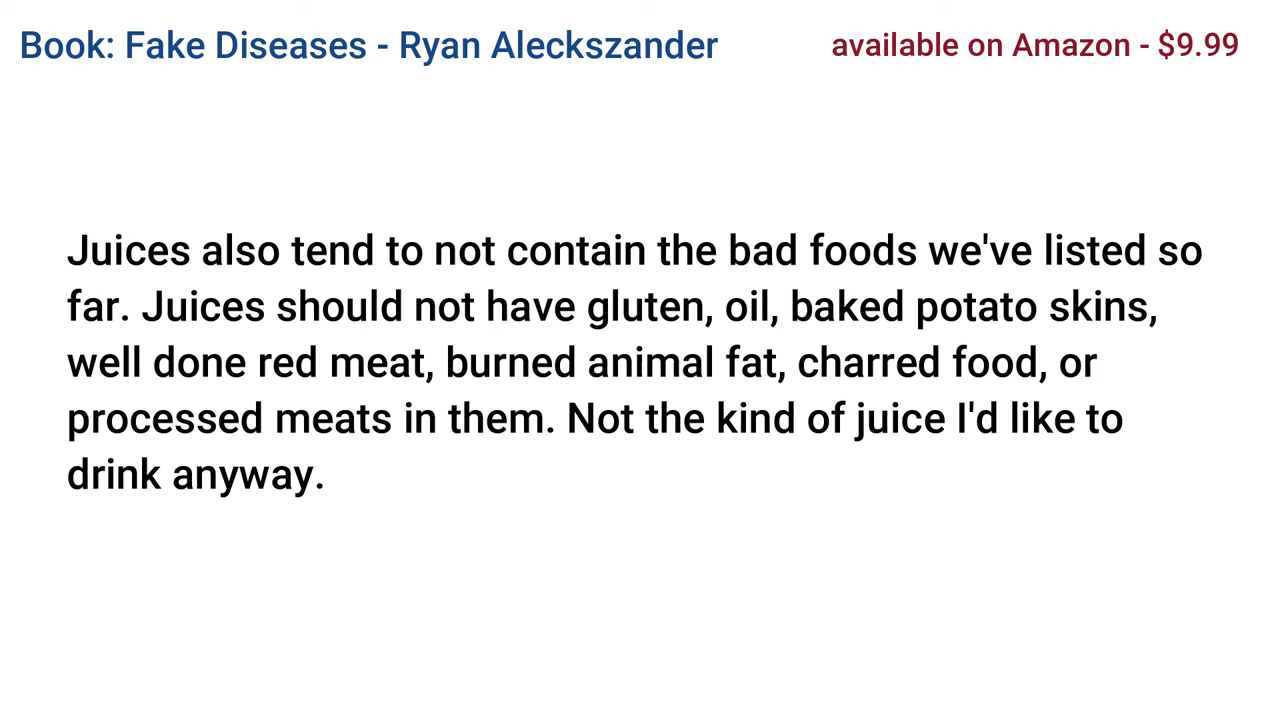 Book: Fake Diseases - Ryan Aleckszander
available on Amazon - $9.99
Juices also tend to not contain the bad foods we've listed so
far. Juices should not have gluten, oil, baked potato skins,
well done red meat, burned animal fat, charred food, or
processed meats in them. Not the kind of juice I'd like to
drink anyway.